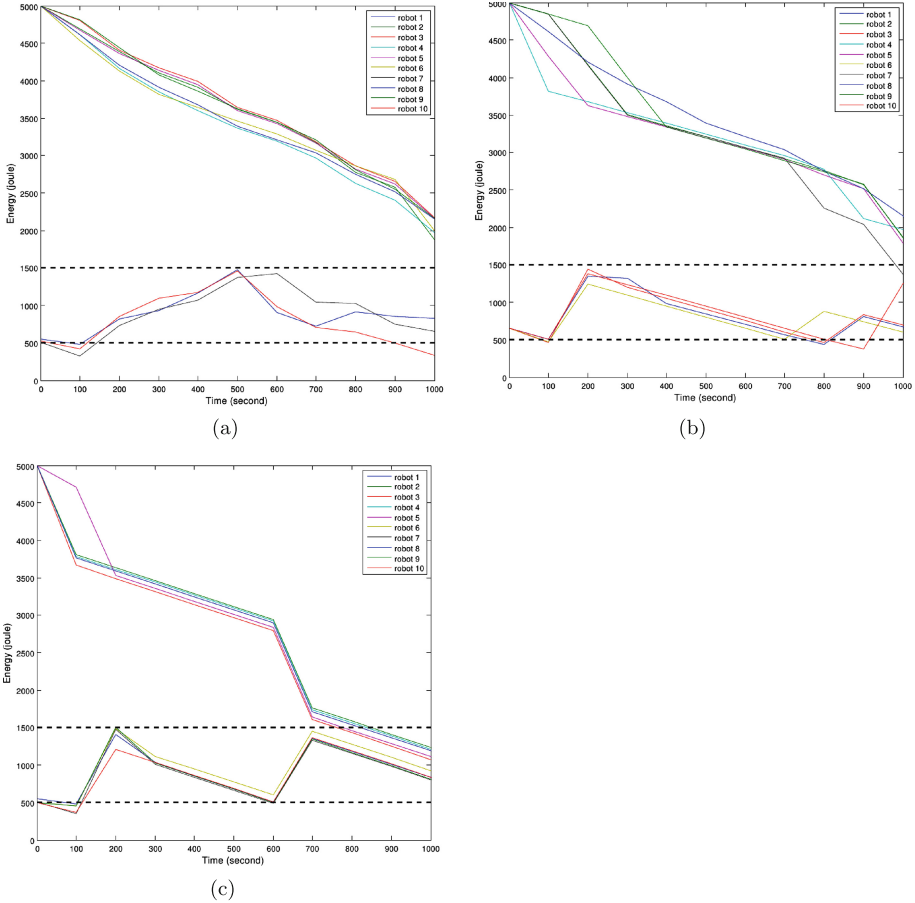 5000
4500
4000
3500
3000
2500
2000
1500
1000
500
0
Energy (joule)
0 100 200 300 400 500 600 700 800 900 1000
Time (second)
robot 1
robot 2
robot 3
robot 4
robot 5
robot 6
robot 7
robot 8
robot 9
robot 10
(a)
5000
4500
4000
3500
3000
2500
2000
1500
1000
500
0
Energy (joule)
0 100 200 300 400 500 600 700 800 900 1000
Time (second)
robot 1
robot 2
robot 3
robot 4
robot 5
robot 6
robot 7
robot 8
robot 9
robot 10
(b)
5000
4500
4000
3500
3000
2500
2000
1500
1000
500
0
Energy (joule)
0 100 200 300 400 500 600 700 800 900 1000
Time (second)
robot 1
robot 2
robot 3
robot 4
robot 5
robot 6
robot 7
robot 8
robot 9
robot 10
(c)